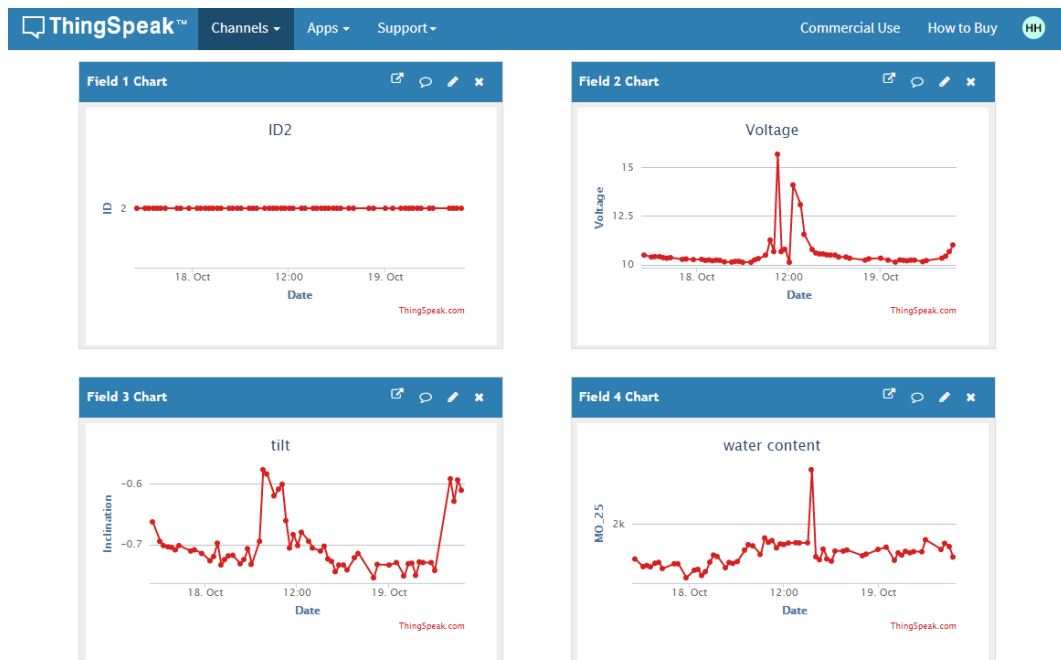 ThingSpeak™ Channels Apps Support Commercial Use How to Buy HH
Field 1 Chart
ID2
ID
2
18. Oct 12:00 19. Oct
Date
ThingSpeak.com
Field 2 Chart
Voltage
Voltage
15
12.5
10
18. Oct 12:00 19. Oct
Date
ThingSpeak.com
Field 3 Chart
tilt
Inclination
-0.6
-0.7
18. Oct 12:00 19. Oct
Date
ThingSpeak.com
Field 4 Chart
water content
MO_25
2k
18. Oct 12:00 19. Oct
Date
ThingSpeak.com